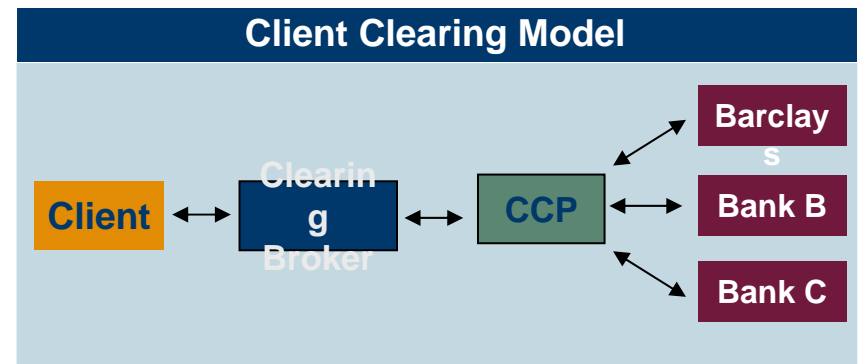 Client Clearing Model
Barclay
s
Clearin
g
Broker
Client
CCP
Bank B
Bank C